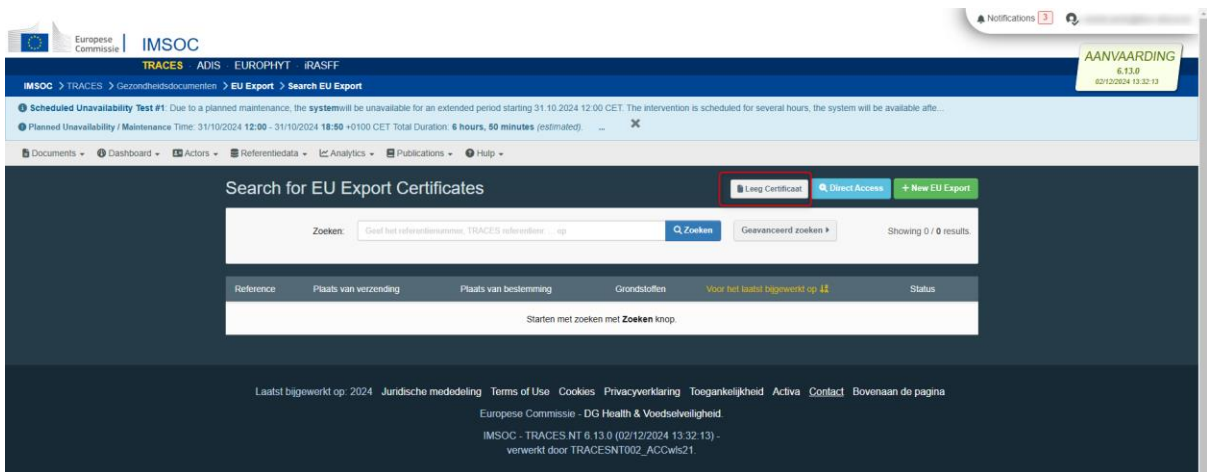 Notifications 3
Europese
Commissie
IMSOC
AANVAARDING
6.13.0
02/12/2024 13:32:13
TRACES ADIS EUROPHYT iRASFF
IMSOC > TRACES > Gezondheidsdocumenten > EU Export > Search EU Export
Scheduled Unavailability Test #1: Due to a planned maintenance, the systemwill be unavailable for an extended period starting 31.10.2024 12:00 CET. The intervention is scheduled for several hours, the system will be available afte...
Planned Unavailability / Maintenance Time: 31/10/2024 12:00 - 31/10/2024 18:50 +0100 CET Total Duration: 6 hours, 50 minutes (estimated). ...
Documents Dashboard Actors Referentiedata Analytics Publications Hulp
Search for EU Export Certificates
Leeg Certificaat Direct Access + New EU Export
Zoeken: Geef het referentienummer, TRACES referentienr ... op Zoeken Geavanceerd zoeken Showing 0 / 0 results.
Reference Plaats van verzending Plaats van bestemming Grondstoffen Voor het laatst bijgewerkt op Status
Starten met zoeken met Zoeken knop.
Laatst bijgewerkt op: 2024 Juridische mededeling Terms of Use Cookies Privacyverklaring Toegankelijkheid Activa Contact Bovenaan de pagina
Europese Commissie - DG Health & Voedselveiligheid.
IMSOC - TRACES.NT 6.13.0 (02/12/2024 13:32:13) -
verwerkt door TRACESNT002_ACCwls21.